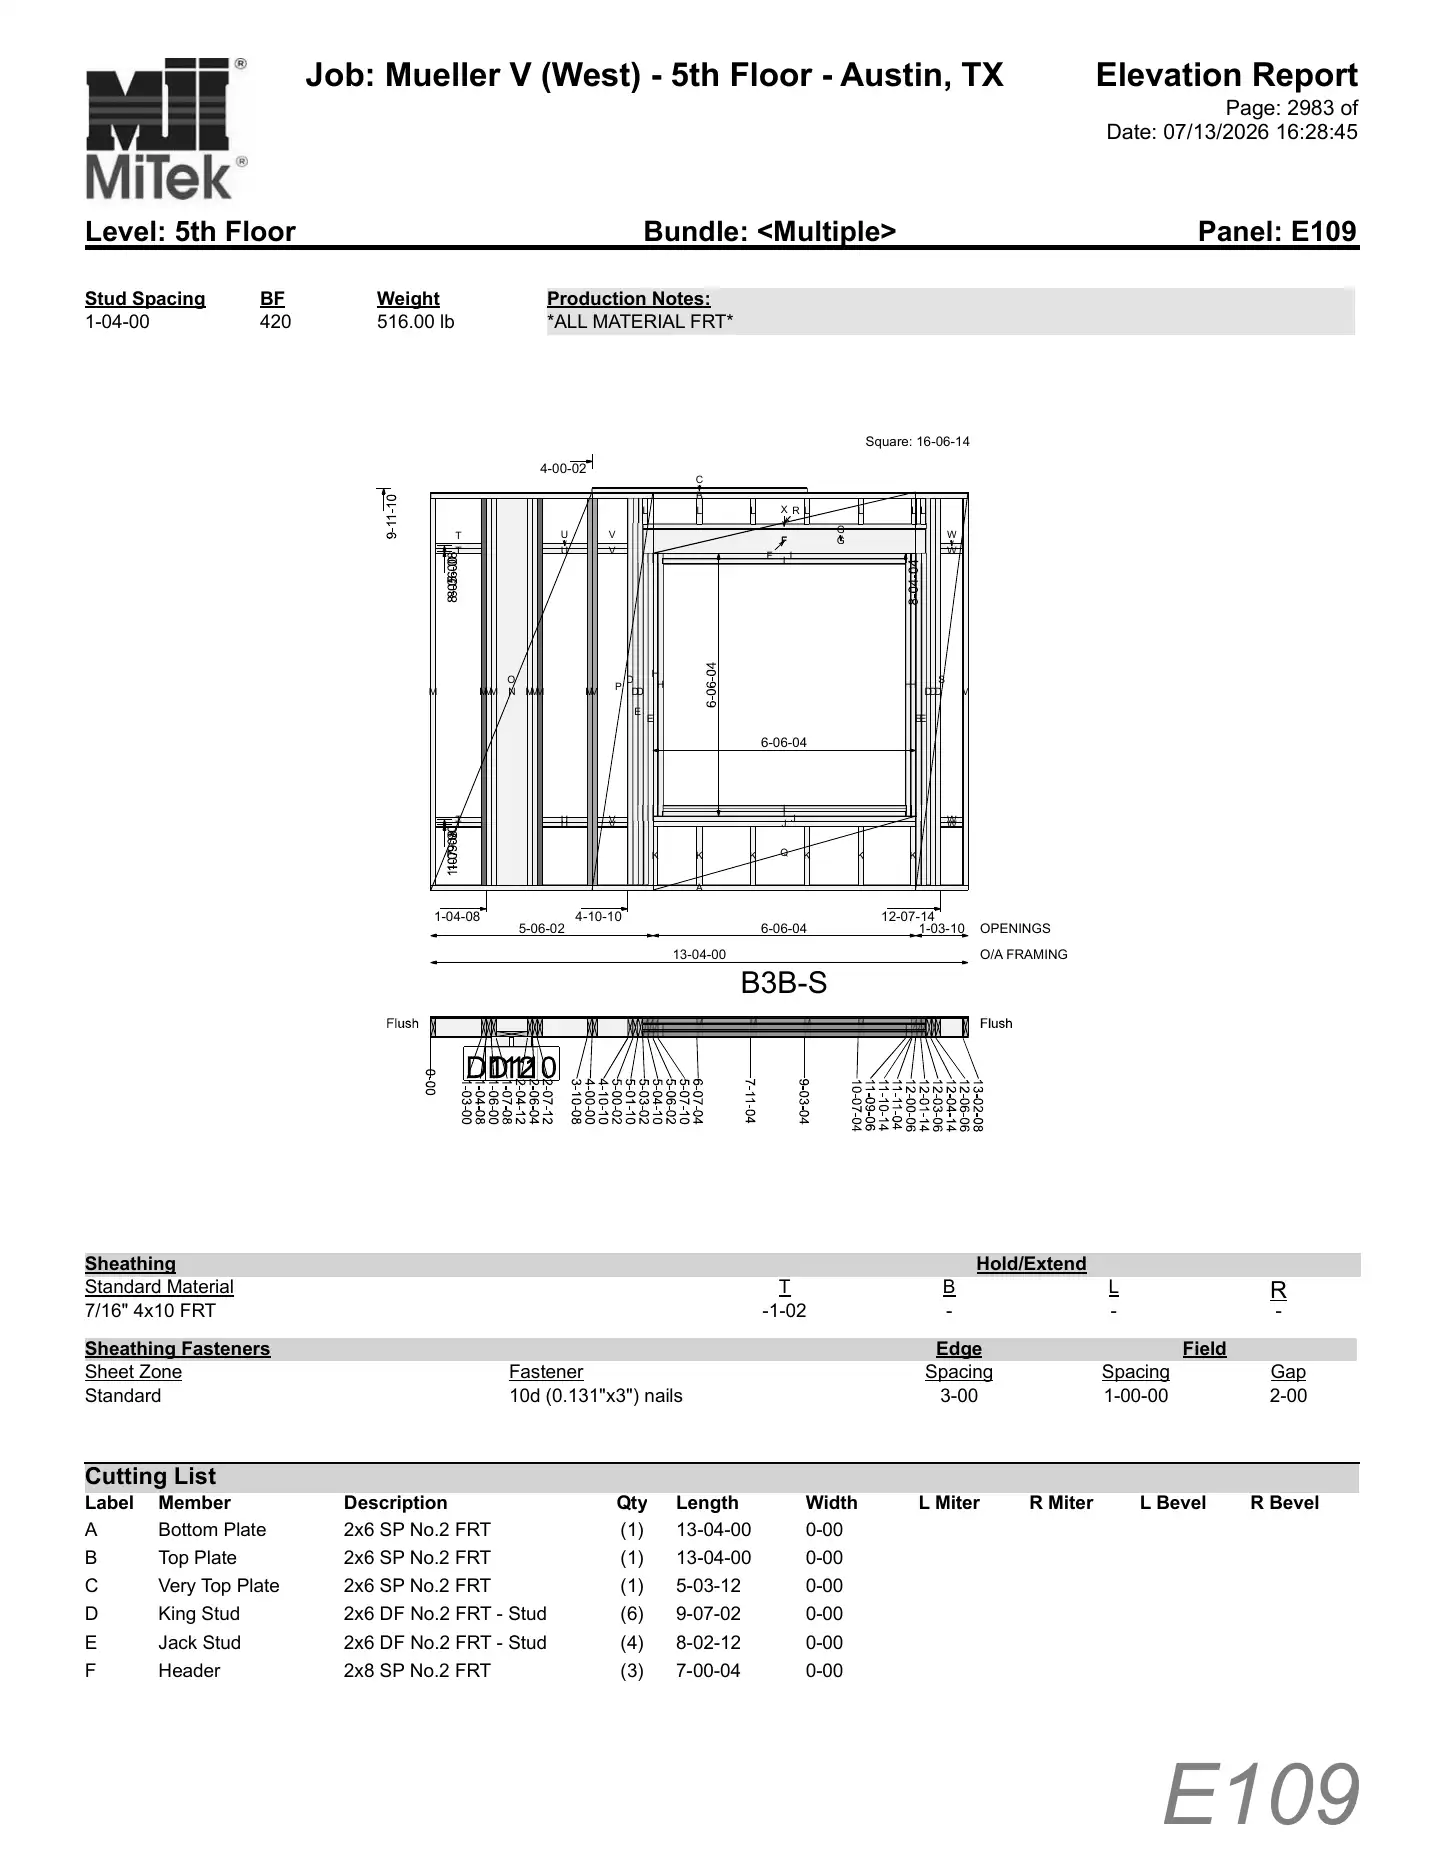 Job: Mueller V (West) - 5th Floor - Austin, TX
Elevation Report
Page: 2983 of
Date: 07/13/2026 16:28:45
MiTek®
Level: 5th Floor Bundle: <Multiple> Panel: E109
Stud Spacing BF Weight Production Notes:
1-04-00 420 516.00 lb *ALL MATERIAL FRT*
Square: 16-06-14
4-00-02
C
9-11-10
L L L X R L L L L
T U V O W
T U V F G W
F I
8-04-04
6-06-04
O D S
M N P H H
E E
6-06-04
T U V I J W
J
K K K Q K K K
A
1-04-08 4-10-10 12-07-14
5-06-02 6-06-04 1-03-10 OPENINGS
13-04-00 O/A FRAMING
B3B-S
Flush Flush
0-00 1-03-00 1-04-08 1-06-00 1-07-08 2-04-12 2-06-04 2-07-12 3-10-08 4-00-00 4-10-10 5-00-02 5-01-10 5-03-02 5-04-10 5-06-02 5-07-10 6-07-04 7-11-04 9-03-04 10-07-04 11-09-06 11-10-14 11-11-04 12-00-06 12-01-14 12-03-06 12-04-14 12-06-06 13-02-08
Sheathing Hold/Extend
Standard Material T B L R
7/16" 4x10 FRT -1-02 - - -
Sheathing Fasteners Edge Field
Sheet Zone Fastener Spacing Spacing Gap
Standard 10d (0.131"x3") nails 3-00 1-00-00 2-00
Cutting List
Label Member Description Qty Length Width L Miter R Miter L Bevel R Bevel
A Bottom Plate 2x6 SP No.2 FRT (1) 13-04-00 0-00
B Top Plate 2x6 SP No.2 FRT (1) 13-04-00 0-00
C Very Top Plate 2x6 SP No.2 FRT (1) 5-03-12 0-00
D King Stud 2x6 DF No.2 FRT - Stud (6) 9-07-02 0-00
E Jack Stud 2x6 DF No.2 FRT - Stud (4) 8-02-12 0-00
F Header 2x8 SP No.2 FRT (3) 7-00-04 0-00
E109